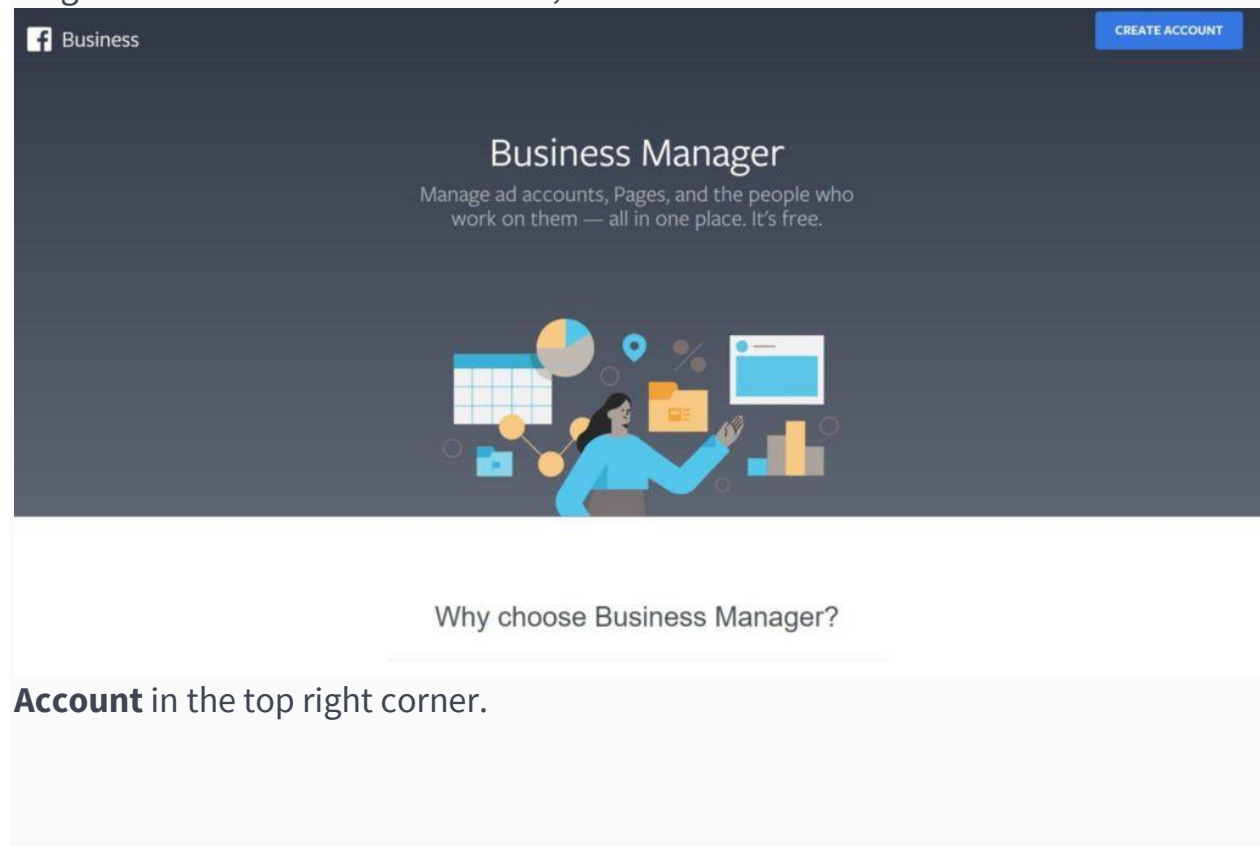 Business
CREATE ACCOUNT
Business Manager
Manage ad accounts, Pages, and the people who
work on them — all in one place. It's free.
Why choose Business Manager?
Account in the top right corner.